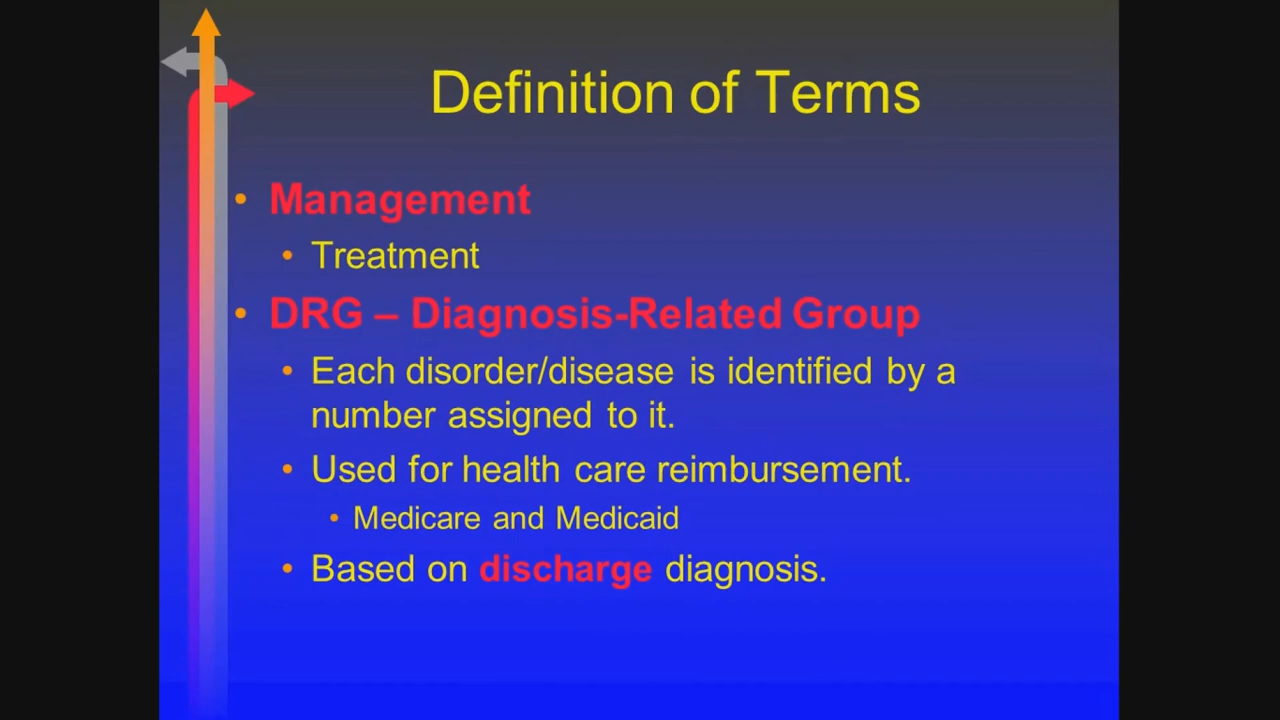 Definition of Terms
• Management
• Treatment
• DRG – Diagnosis-Related Group
• Each disorder/disease is identified by a
number assigned to it.
• Used for health care reimbursement.
• Medicare and Medicaid
• Based on discharge diagnosis.